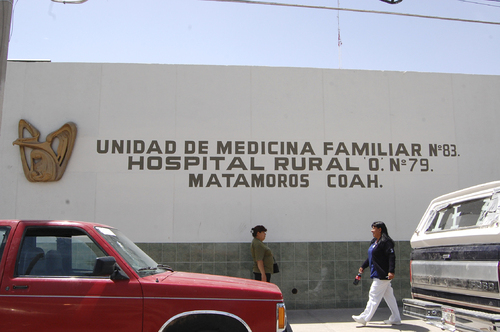 UNIDAD DE MEDICINA FAMILIAR Nº83.
HOSPITAL RURAL "O." Nº79.
MATAMOROS COAH.